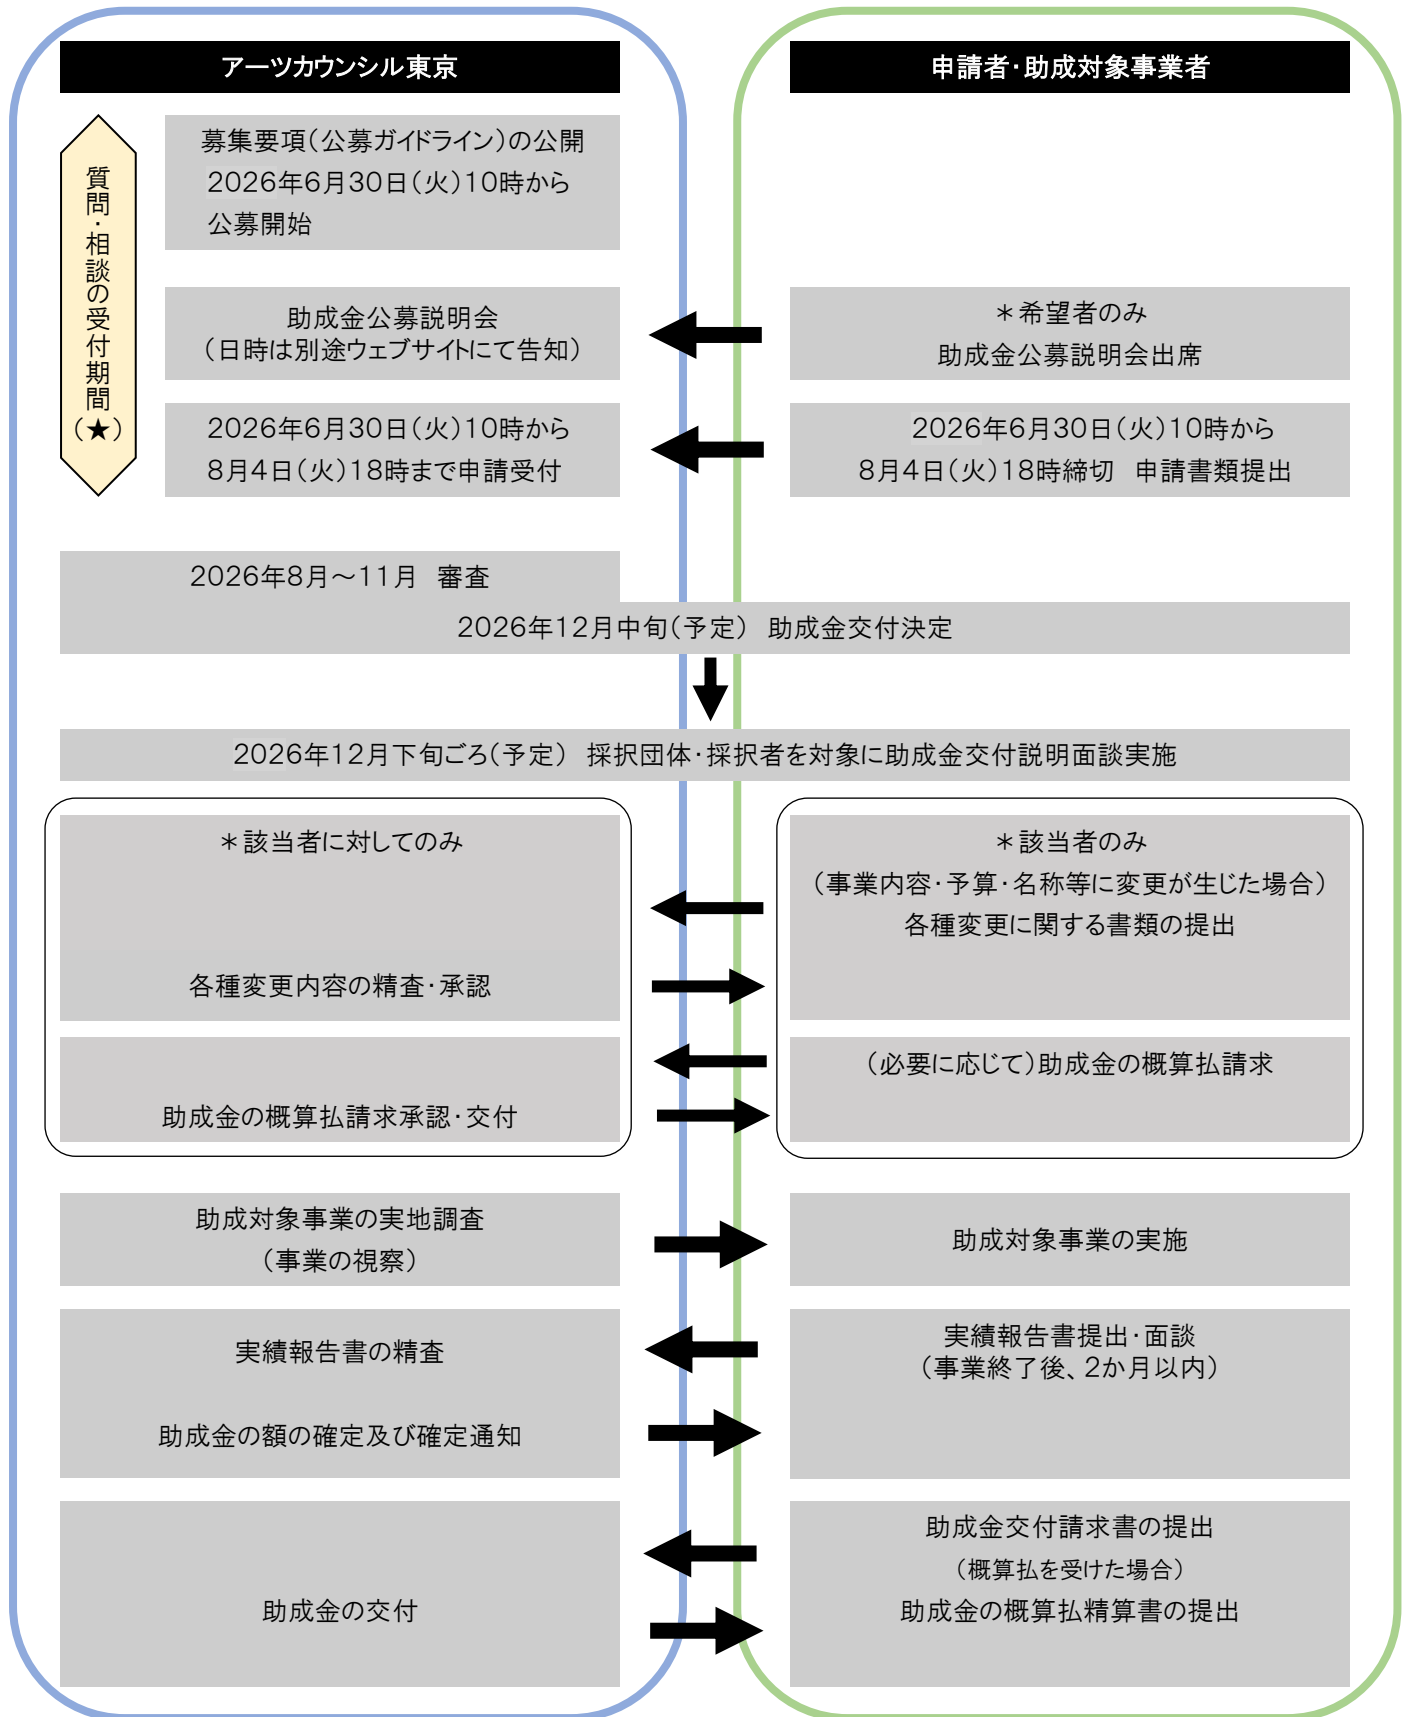 アーツカウンシル東京
申請者・助成対象事業者
質問・相談の受付期間(★)
募集要項(公募ガイドライン)の公開
2026年6月30日(火)10時から
公募開始
助成金公募説明会
(日時は別途ウェブサイトにて告知)
＊希望者のみ
助成金公募説明会出席
2026年6月30日(火)10時から
8月4日(火)18時まで申請受付
2026年6月30日(火)10時から
8月4日(火)18時締切　申請書類提出
2026年8月～11月　審査
2026年12月中旬(予定)　助成金交付決定
2026年12月下旬ごろ(予定)　採択団体・採択者を対象に助成金交付説明面談実施
＊該当者に対してのみ
各種変更内容の精査・承認
＊該当者のみ
(事業内容・予算・名称等に変更が生じた場合)
各種変更に関する書類の提出
(必要に応じて)助成金の概算払請求
助成金の概算払請求承認・交付
助成対象事業の実地調査
(事業の視察)
助成対象事業の実施
実績報告書の精査
助成金の額の確定及び確定通知
実績報告書提出・面談
(事業終了後、2か月以内)
助成金の交付
助成金交付請求書の提出
(概算払を受けた場合)
助成金の概算払精算書の提出